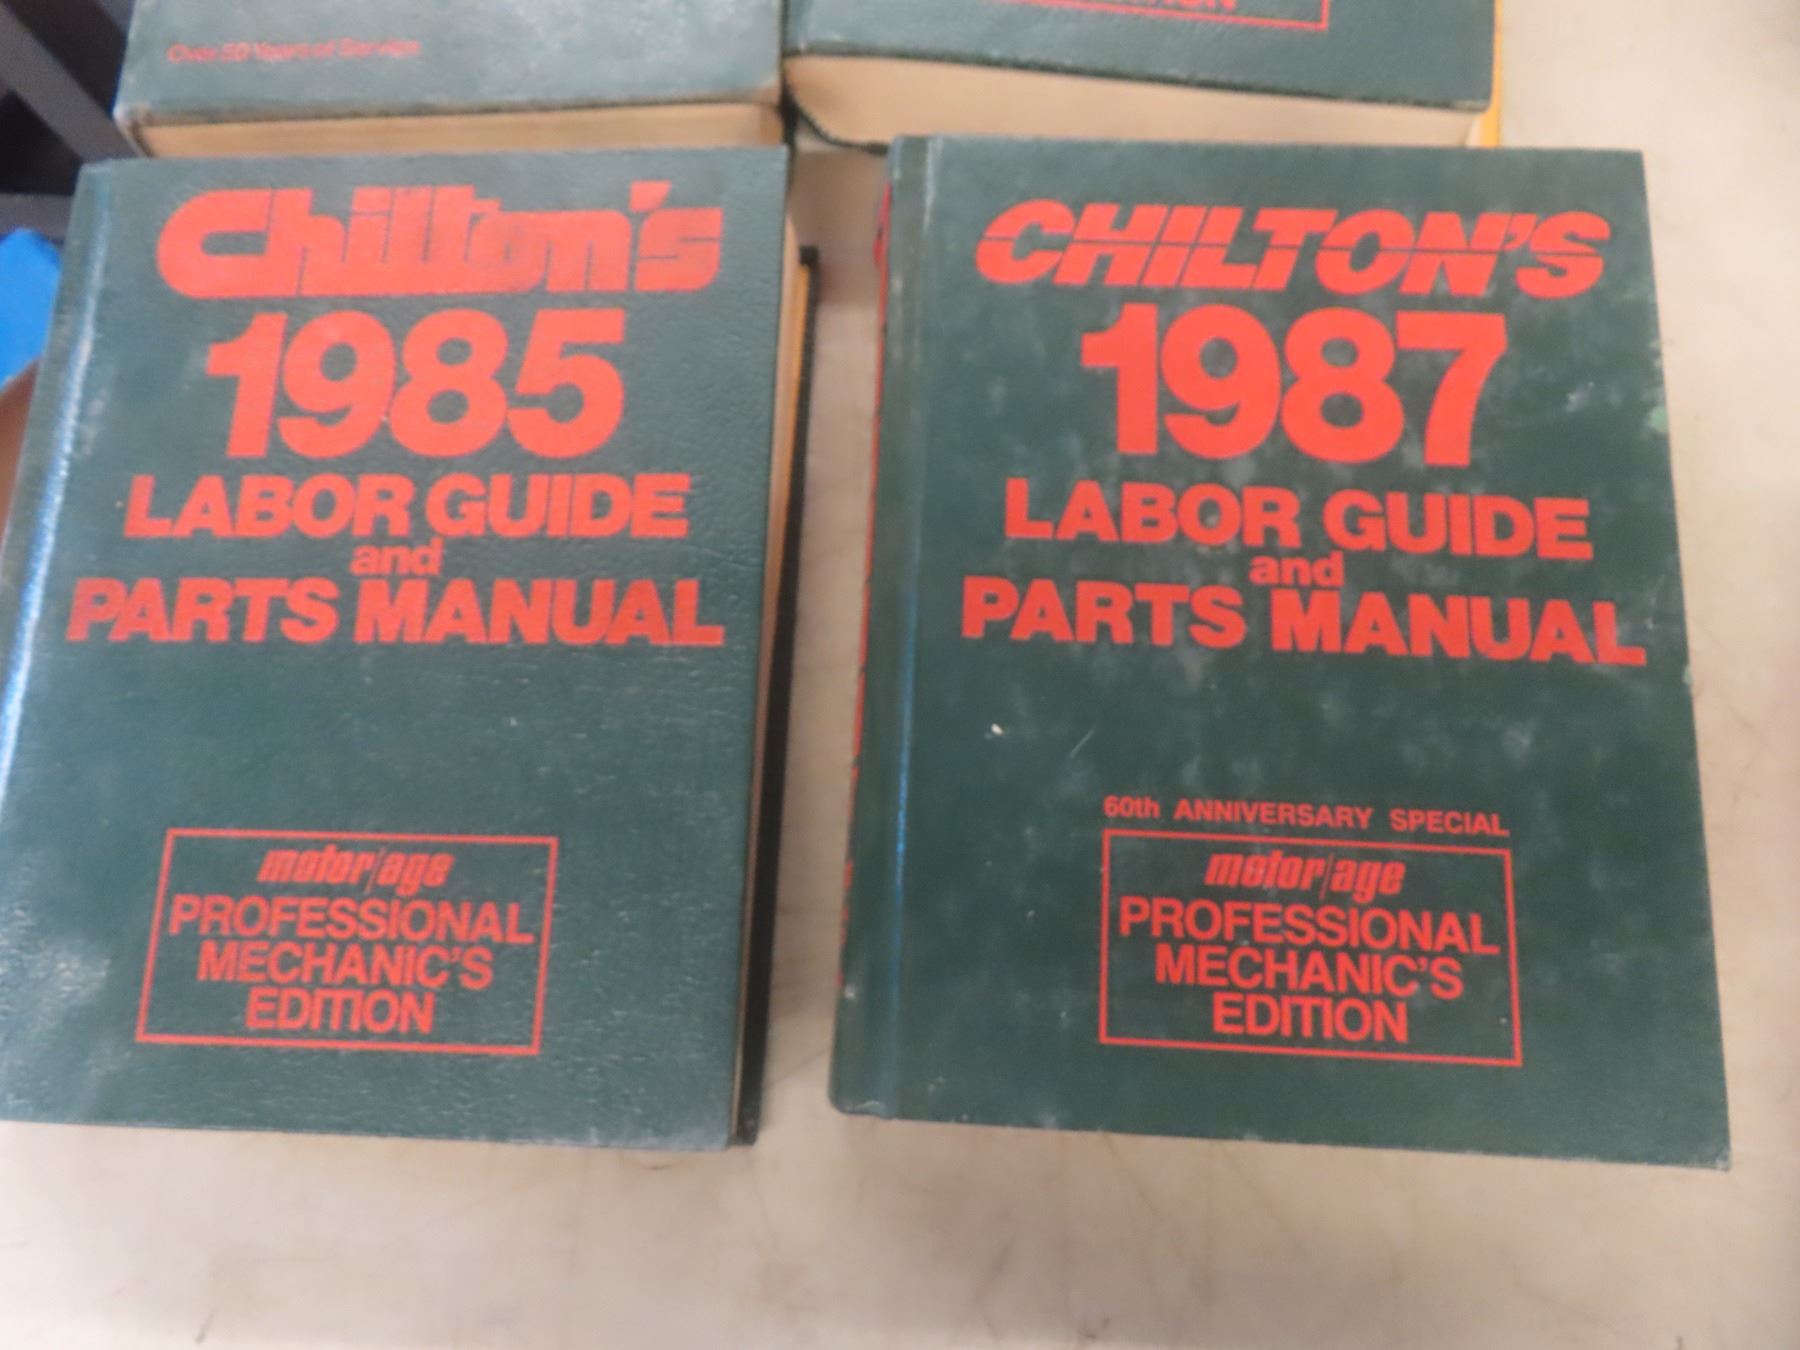 Over 50 Years of Service
Chilton's
1985
LABOR GUIDE
and
PARTS MANUAL
motor/age
PROFESSIONAL
MECHANIC'S
EDITION
CHILTON'S
1987
LABOR GUIDE
and
PARTS MANUAL
60th ANNIVERSARY SPECIAL
motor/age
PROFESSIONAL
MECHANIC'S
EDITION